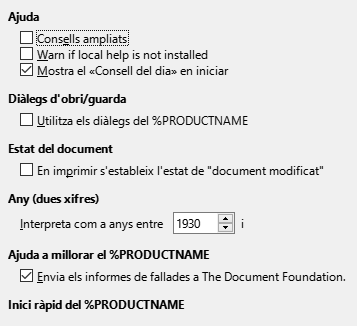 Ajuda
Consells ampliats
Warn if local help is not installed
Mostra el «Consell del dia» en iniciar
Diàlegs d'obri/guarda
Utilitza els diàlegs del %PRODUCTNAME
Estat del document
En imprimir s'estableix l'estat de "document modificat"
Any (dues xifres)
Interpreta com a anys entre 1930 i
Ajuda a millorar el %PRODUCTNAME
Envia els informes de fallades a The Document Foundation.
Inici ràpid del %PRODUCTNAME